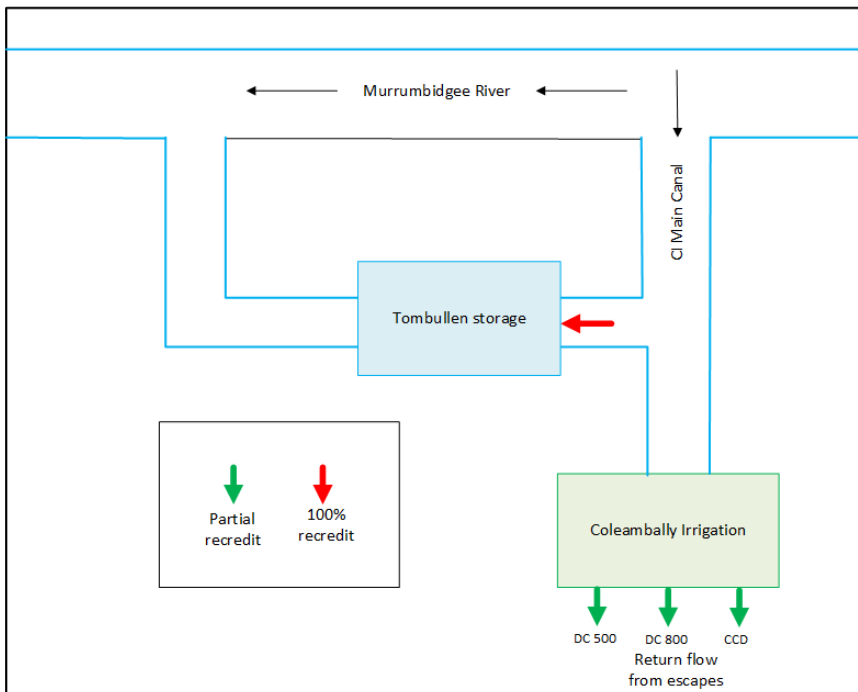 Murrumbidgee River
CI Main Canal
Tombullen storage
Partial
recredit
100%
recredit
Coleambally Irrigation
DC 500
DC 800
CCD
Return flow
from escapes